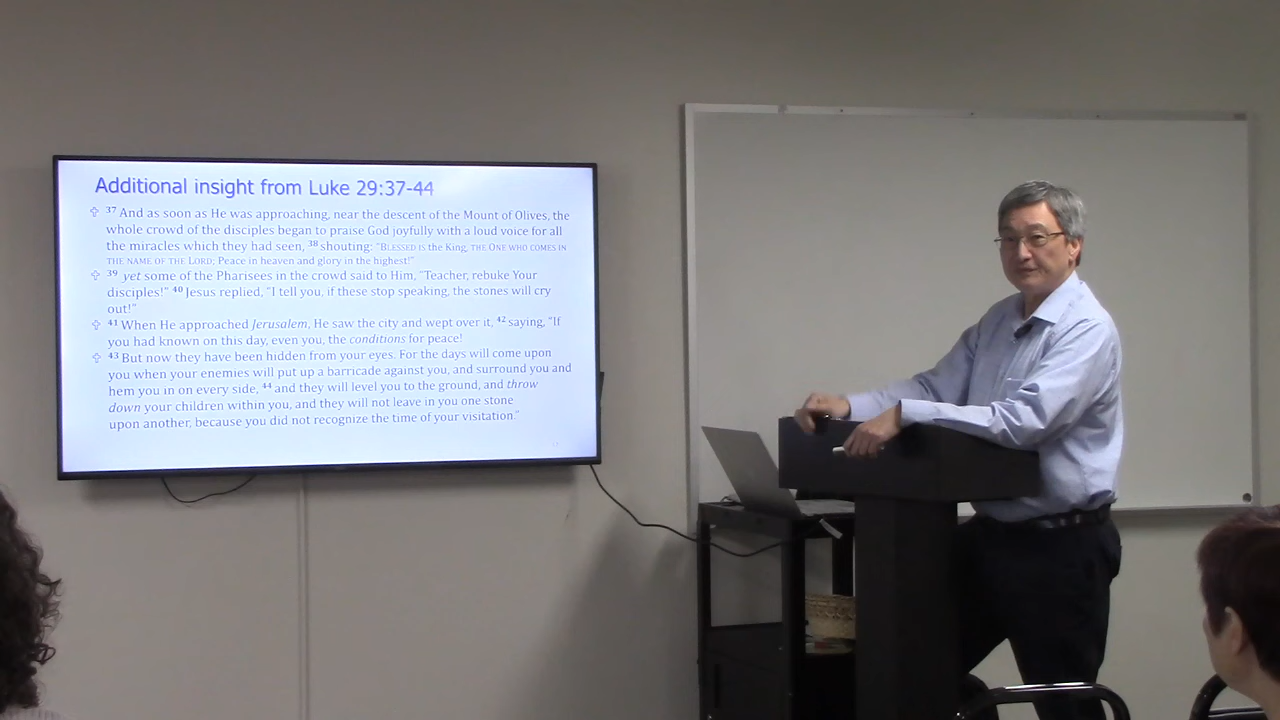 Additional insight from Luke 29:37-44
37 And as soon as He was approaching, near the descent of the Mount of Olives, the
whole crowd of the disciples began to praise God joyfully with a loud voice for all
the miracles which they had seen, 38 shouting: “BLESSED IS the King, THE ONE WHO COMES IN
THE NAME OF THE LORD; Peace in heaven and glory in the highest!”
39 yet some of the Pharisees in the crowd said to Him, “Teacher, rebuke Your
disciples!” 40 Jesus replied, “I tell you, if these stop speaking, the stones will cry
out!”
41 When He approached Jerusalem, He saw the city and wept over it, 42 saying, “If
you had known on this day, even you, the conditions for peace!
43 But now they have been hidden from your eyes. For the days will come upon
you when your enemies will put up a barricade against you, and surround you and
hem you in on every side, 44 and they will level you to the ground, and throw
down your children within you, and they will not leave in you one stone
upon another, because you did not recognize the time of your visitation.”